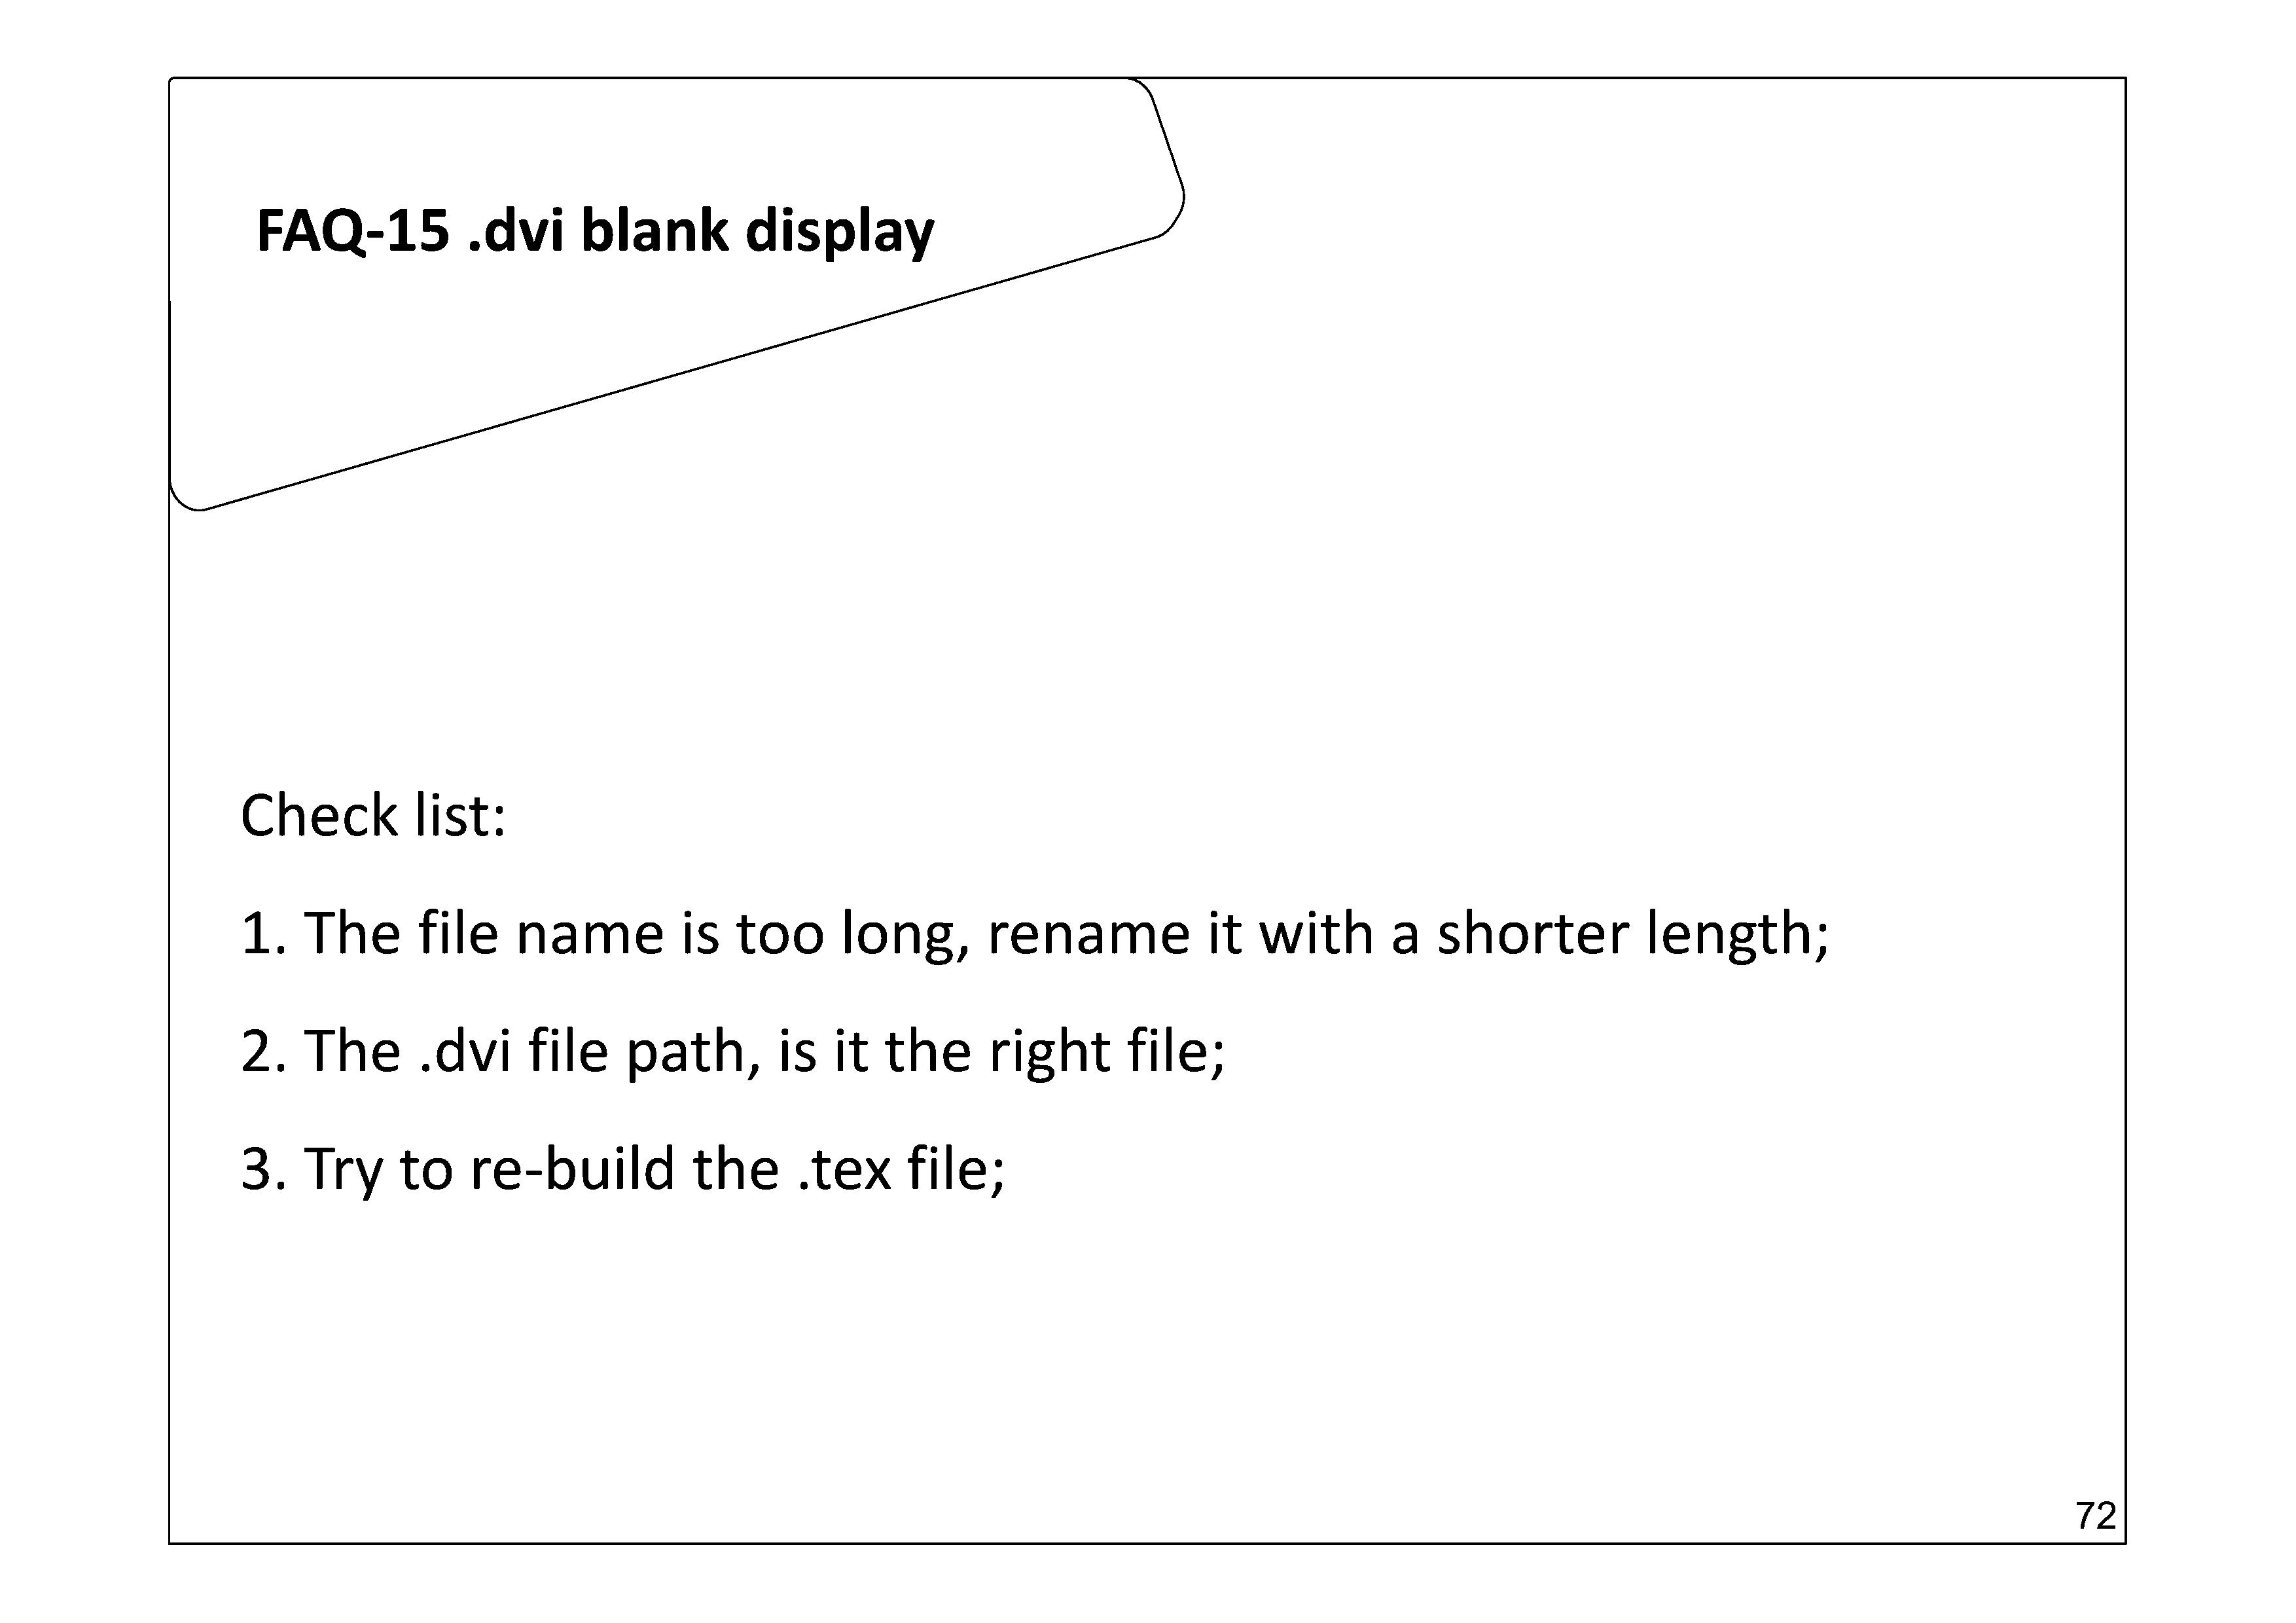 FAQ-15 .dvi blank display
Check list:
1. The file name is too long, rename it with a shorter length;
2. The .dvi file path, is it the right file;
3. Try to re-build the .tex file;
72